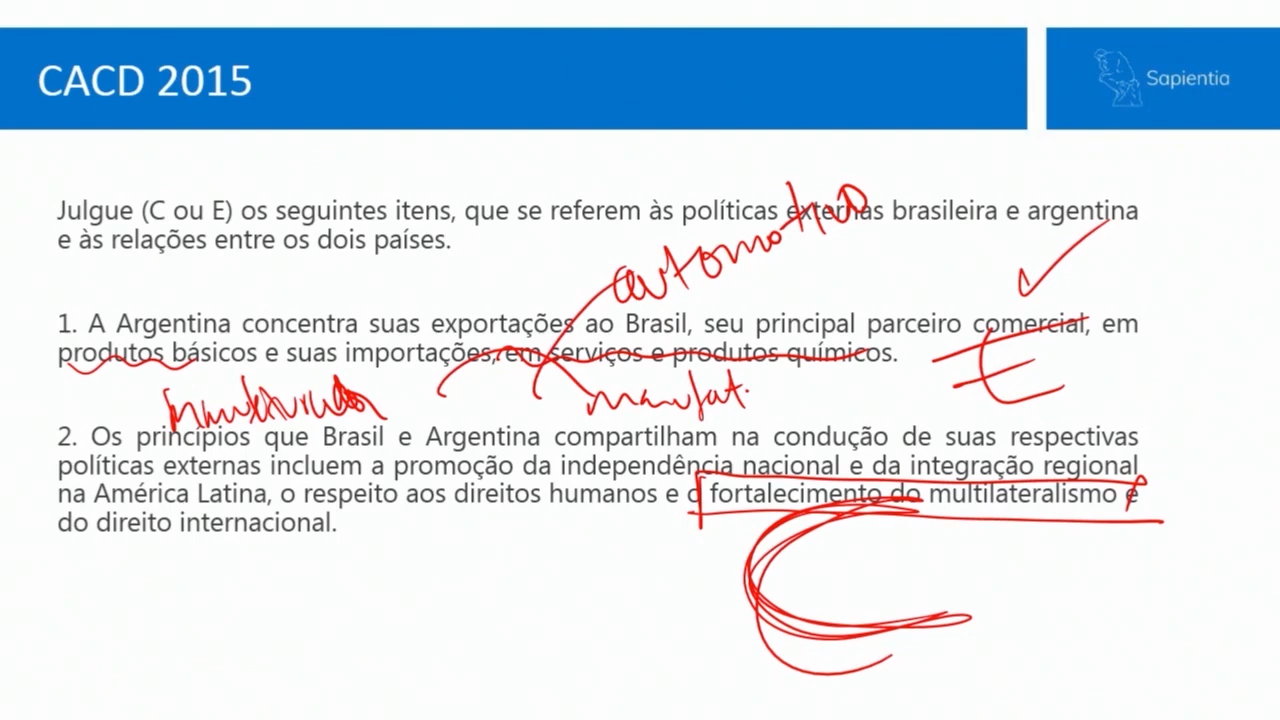 CACD 2015
Sapientia
Julgue (C ou E) os seguintes itens, que se referem às políticas externas brasileira e argentina
e às relações entre os dois países.
automotivo
1. A Argentina concentra suas exportações ao Brasil, seu principal parceiro comercial, em
produtos básicos e suas importações, em serviços e produtos químicos.
E
manufat.
2. Os princípios que Brasil e Argentina compartilham na condução de suas respectivas
políticas externas incluem a promoção da independência nacional e da integração regional
na América Latina, o respeito aos direitos humanos e o fortalecimento do multilateralismo e
do direito internacional.
C